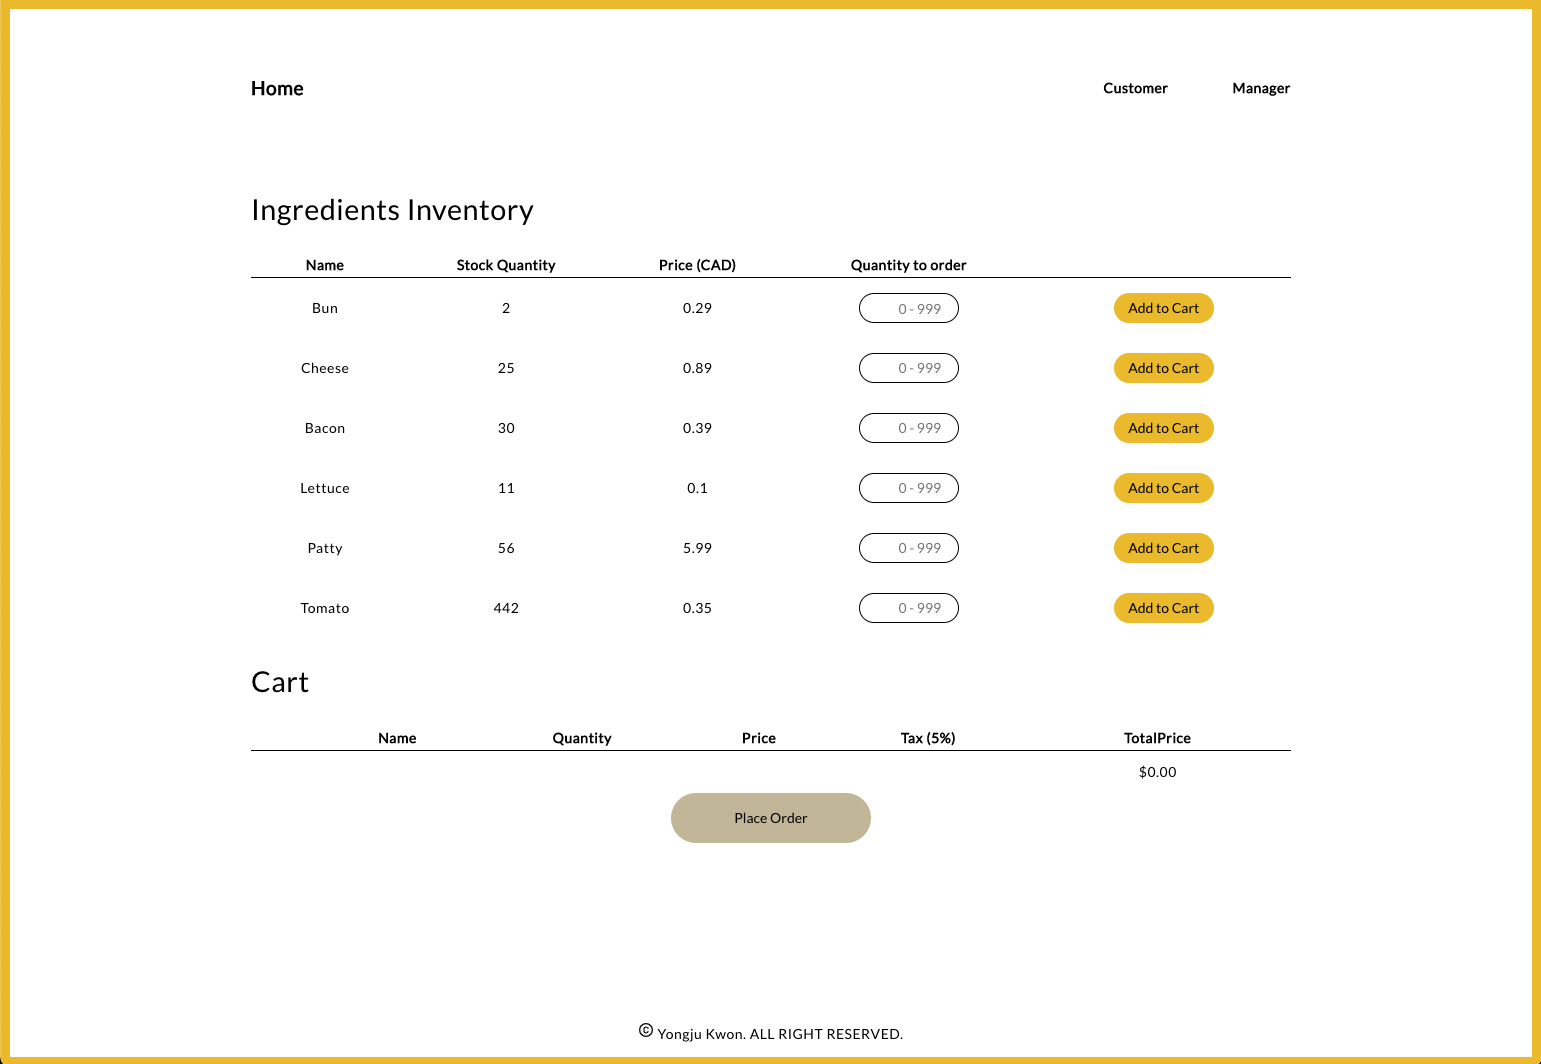 Home Customer Manager
Ingredients Inventory
Name Stock Quantity Price (CAD) Quantity to order
Bun 2 0.29 0 - 999 Add to Cart
Cheese 25 0.89 0 - 999 Add to Cart
Bacon 30 0.39 0 - 999 Add to Cart
Lettuce 11 0.1 0 - 999 Add to Cart
Patty 56 5.99 0 - 999 Add to Cart
Tomato 442 0.35 0 - 999 Add to Cart
Cart
Name Quantity Price Tax (5%) TotalPrice
$0.00
Place Order
© Yongju Kwon. ALL RIGHT RESERVED.